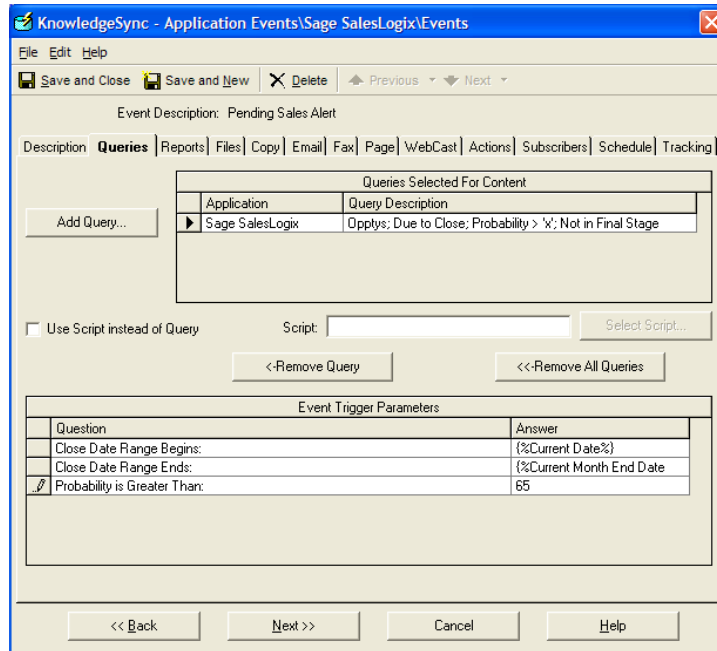 KnowledgeSync - Application Events\Sage SalesLogix\Events
File Edit Help
Save and Close Save and New Delete Previous Next
Event Description: Pending Sales Alert
Description Queries Reports Files Copy Email Fax Page WebCast Actions Subscribers Schedule Tracking
Queries Selected For Content
Add Query...
Application Query Description
Sage SalesLogix Opptys; Due to Close; Probability > 'x'; Not in Final Stage
Use Script instead of Query Script: Select Script...
<-Remove Query <<-Remove All Queries
Event Trigger Parameters
Question Answer
Close Date Range Begins: {%Current Date%}
Close Date Range Ends: {%Current Month End Date
Probability is Greater Than: 65
<< Back Next >> Cancel Help